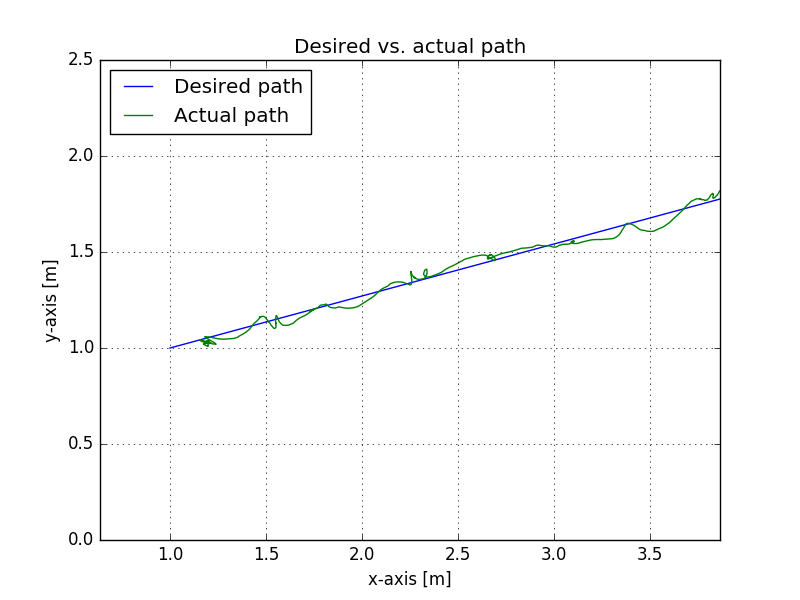 Desired vs. actual path
2.5
Desired path
Actual path
2.0
1.5
y-axis [m]
1.0
0.5
0.0
1.0 1.5 2.0 2.5 3.0 3.5
x-axis [m]